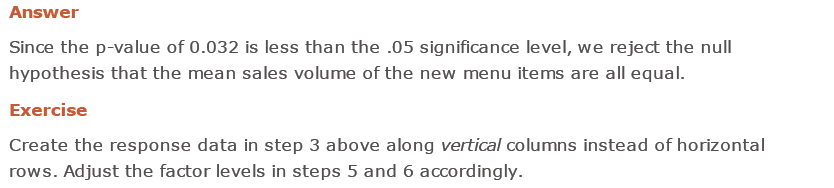 Answer
Since the p-value of 0.032 is less than the .05 significance level, we reject the null
hypothesis that the mean sales volume of the new menu items are all equal.
Exercise
Create the response data in step 3 above along vertical columns instead of horizontal
rows. Adjust the factor levels in steps 5 and 6 accordingly.